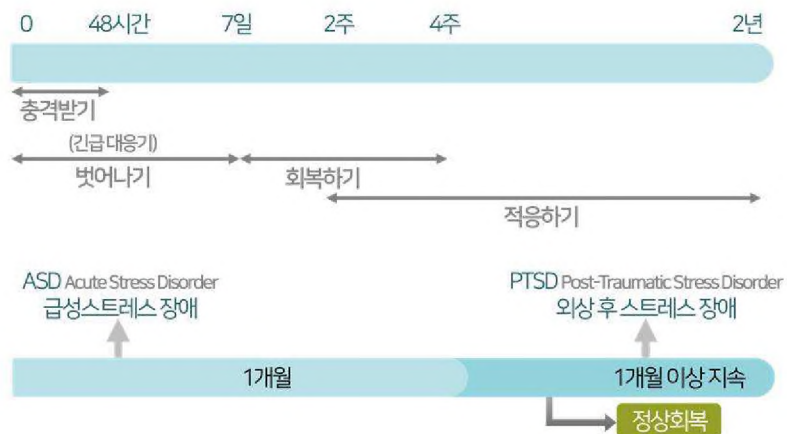 0 48시간 7일 2주 4주 2년
충격받기
(긴급 대응기)
벗어나기 회복하기
적응하기
ASD Acute Stress Disorder PTSD Post-Traumatic Stress Disorder
급성스트레스 장애 외상 후 스트레스 장애
1개월 1개월 이상 지속
정상회복